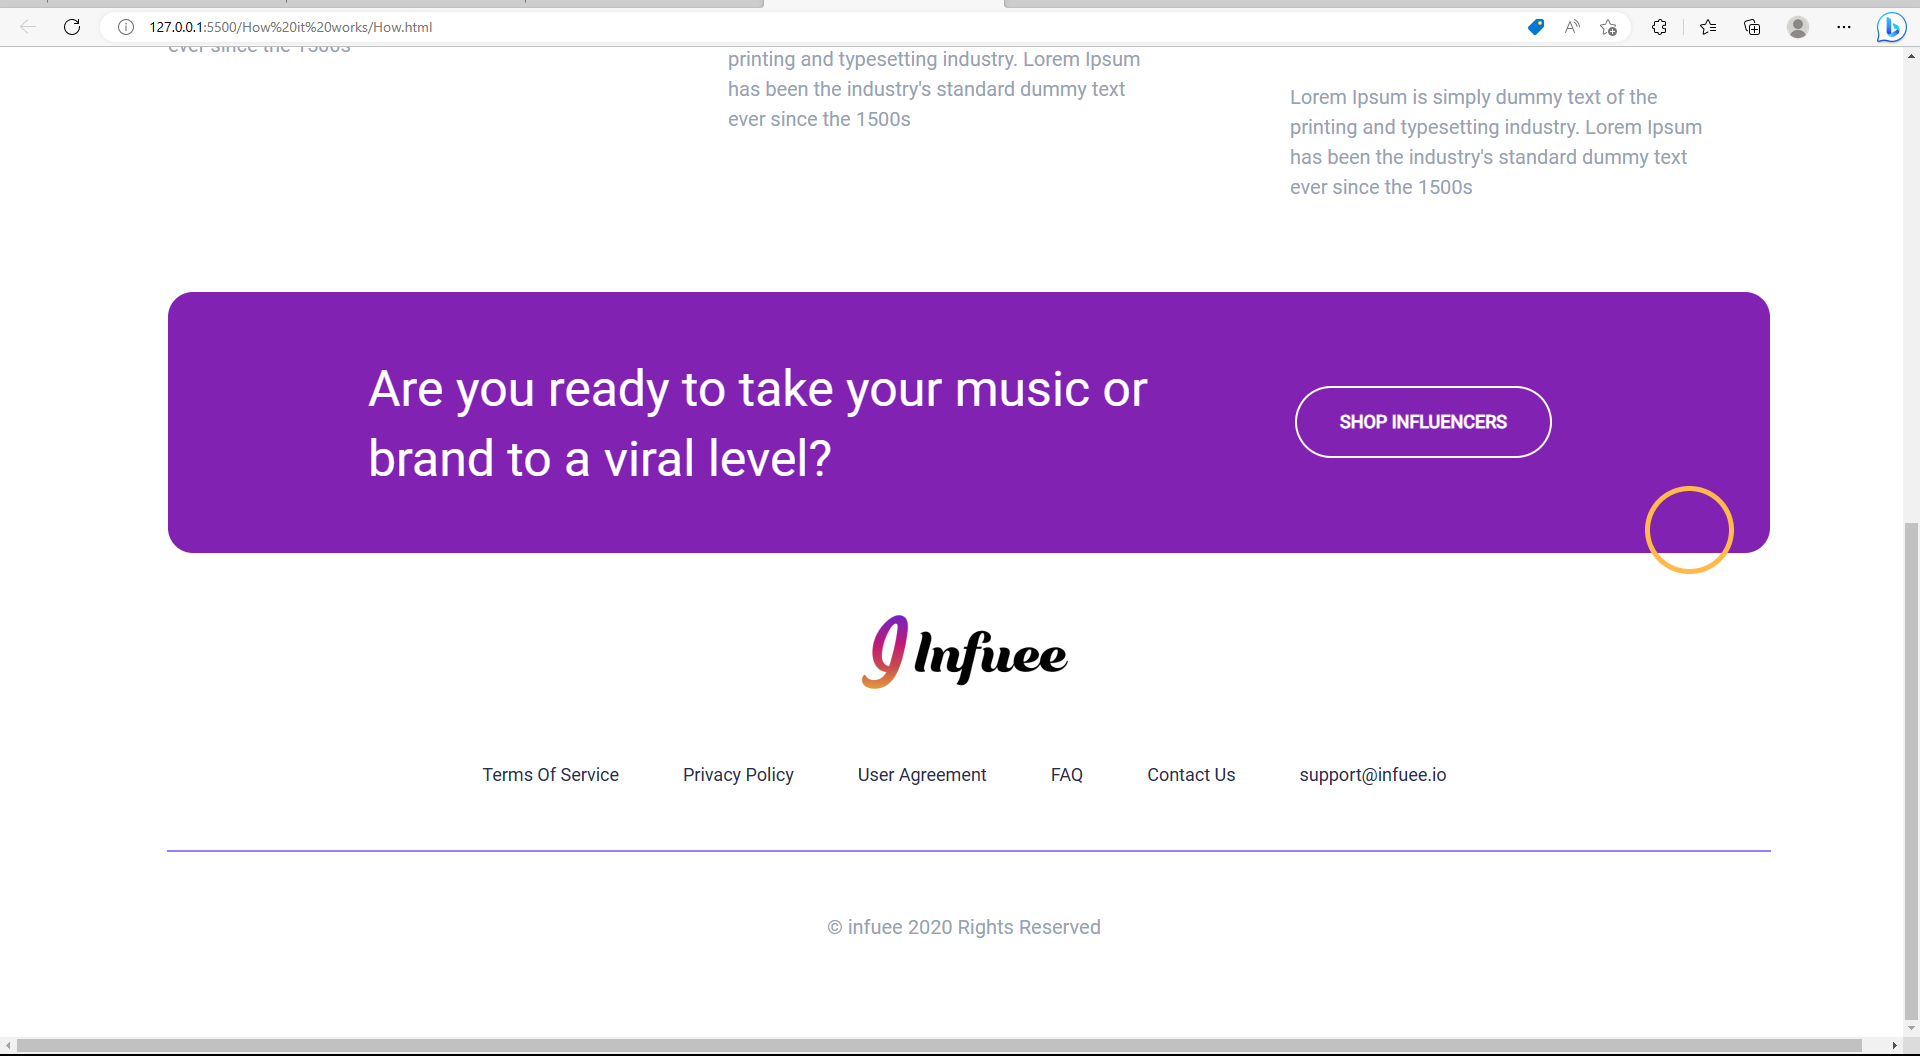 127.0.0.1:5500/How%20it%20works/How.html
ever since the 1500s
printing and typesetting industry. Lorem Ipsum
has been the industry's standard dummy text
ever since the 1500s
Lorem Ipsum is simply dummy text of the
printing and typesetting industry. Lorem Ipsum
has been the industry's standard dummy text
ever since the 1500s
Are you ready to take your music or
brand to a viral level?
SHOP INFLUENCERS
Infuee
Terms Of Service
Privacy Policy
User Agreement
FAQ
Contact Us
support@infuee.io
© infuee 2020 Rights Reserved